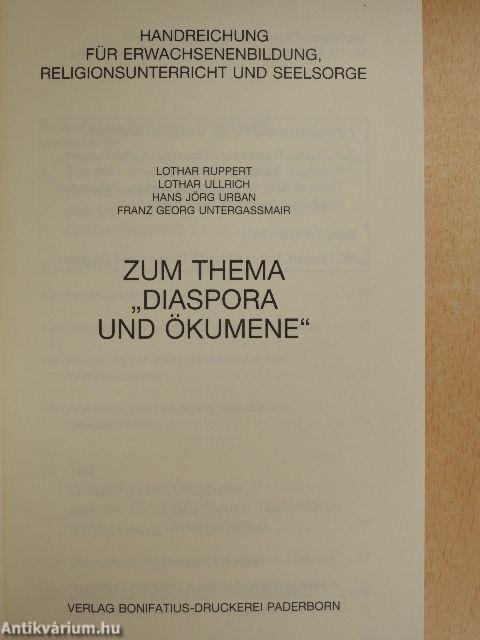 HANDREICHUNG
FÜR ERWACHSENENBILDUNG,
RELIGIONSUNTERRICHT UND SEELSORGE
LOTHAR RUPPERT
LOTHAR ULLRICH
HANS JÖRG URBAN
FRANZ GEORG UNTERGASSMAIR
ZUM THEMA
„DIASPORA
UND ÖKUMENE“
VERLAG BONIFATIUS-DRUCKEREI PADERBORN
Antikvárium.hu